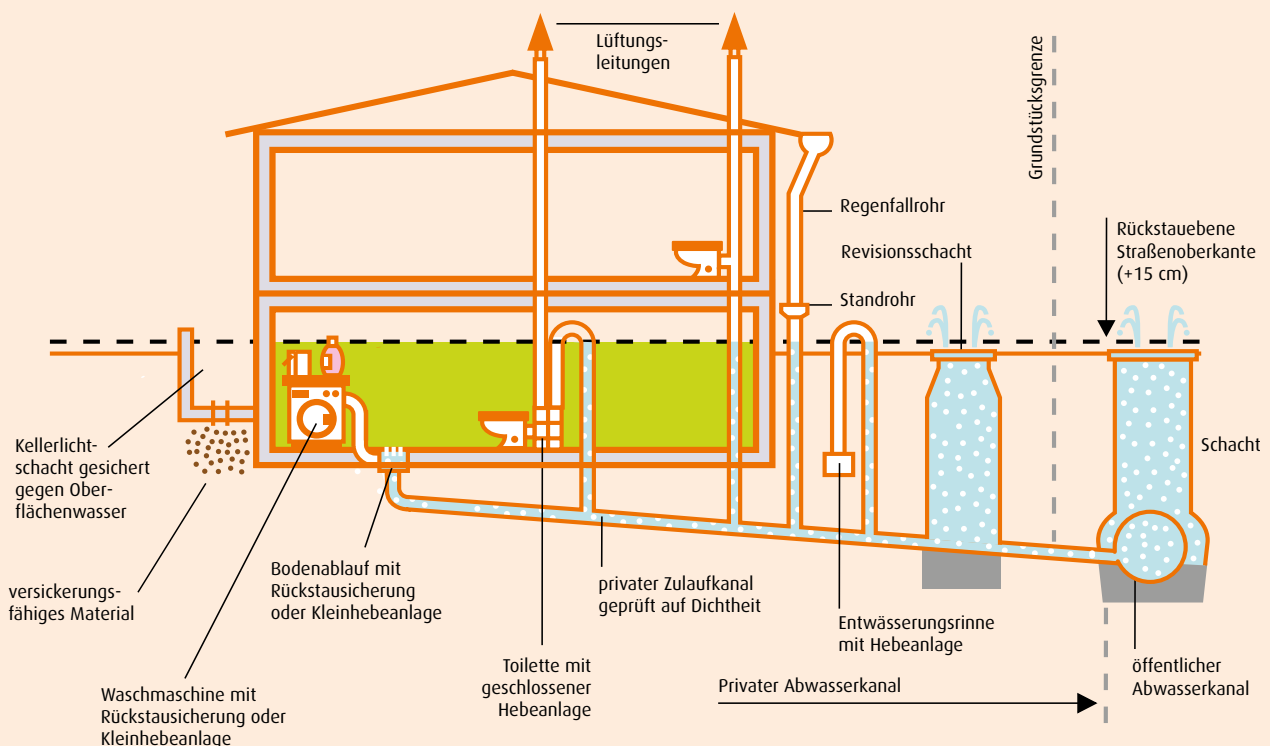 Lüftungs-
leitungen
Grundstücksgrenze
Regenfallrohr
Revisionsschacht
Rückstauebene
Straßenoberkante
(+15 cm)
Standrohr
Kellerlicht-
schacht gesichert
gegen Ober-
flächenwasser
Schacht
versickerungs-
fähiges Material
Bodenablauf mit
Rückstausicherung
oder Kleinhebeanlage
privater Zulaufkanal
geprüft auf Dichtheit
Entwässerungsrinne
mit Hebeanlage
Toilette mit
geschlossener
Hebeanlage
Privater Abwasserkanal
öffentlicher
Abwasserkanal
Waschmaschine mit
Rückstausicherung oder
Kleinhebeanlage